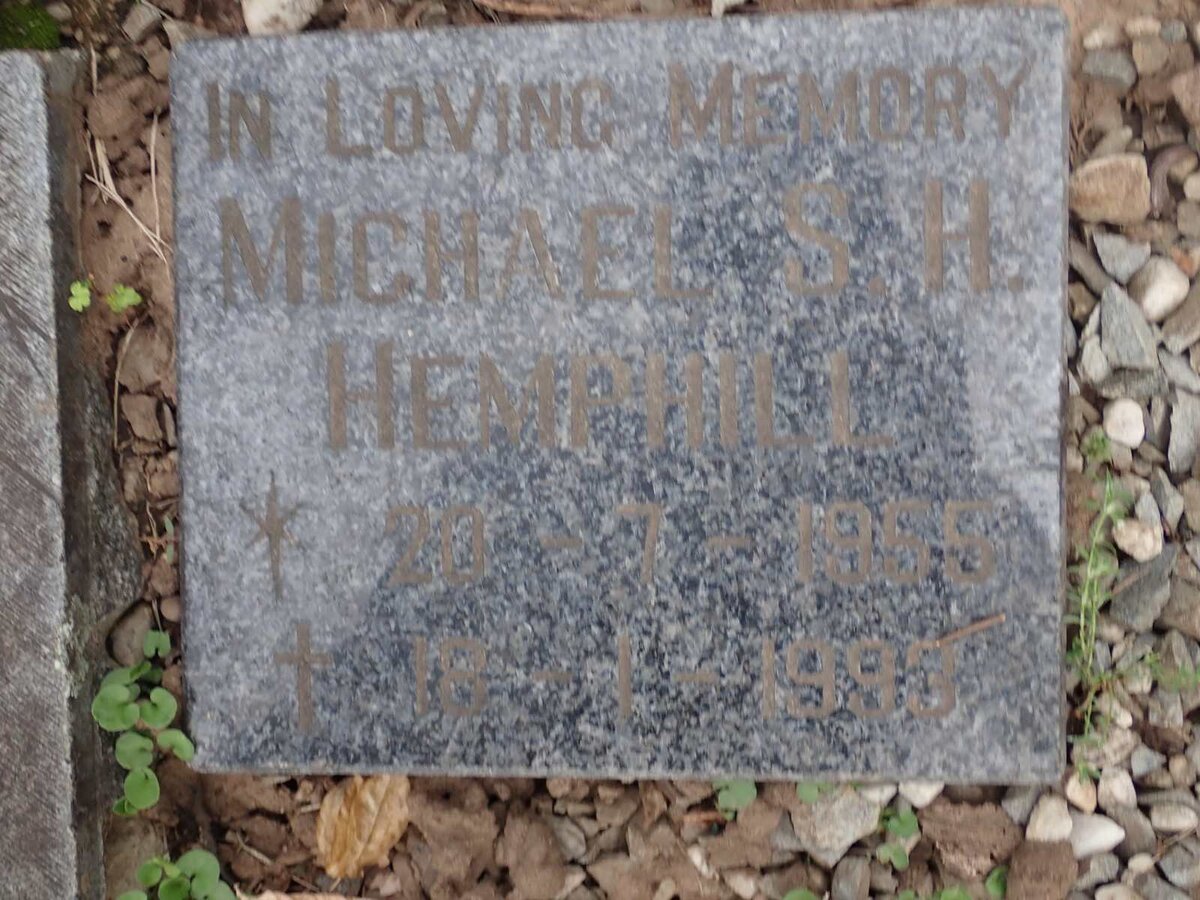 IN LOVING MEMORY
MICHAEL S. H.
HEMPHILL
* 20 - 7 - 1955
† 18 - 1 - 1993